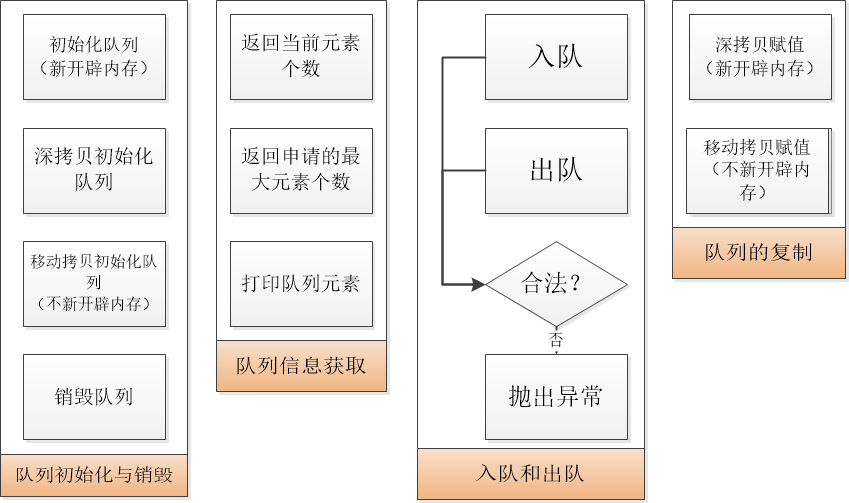 初始化队列
（新开辟内存）
深拷贝初始化
队列
移动拷贝初始化队
列
（不新开辟内存）
销毁队列
队列初始化与销毁
返回当前元素
个数
返回申请的最
大元素个数
打印队列元素
队列信息获取
入队
出队
合法？
否
抛出异常
入队和出队
深拷贝赋值
（新开辟内存）
移动拷贝赋值
（不新开辟内
存）
队列的复制